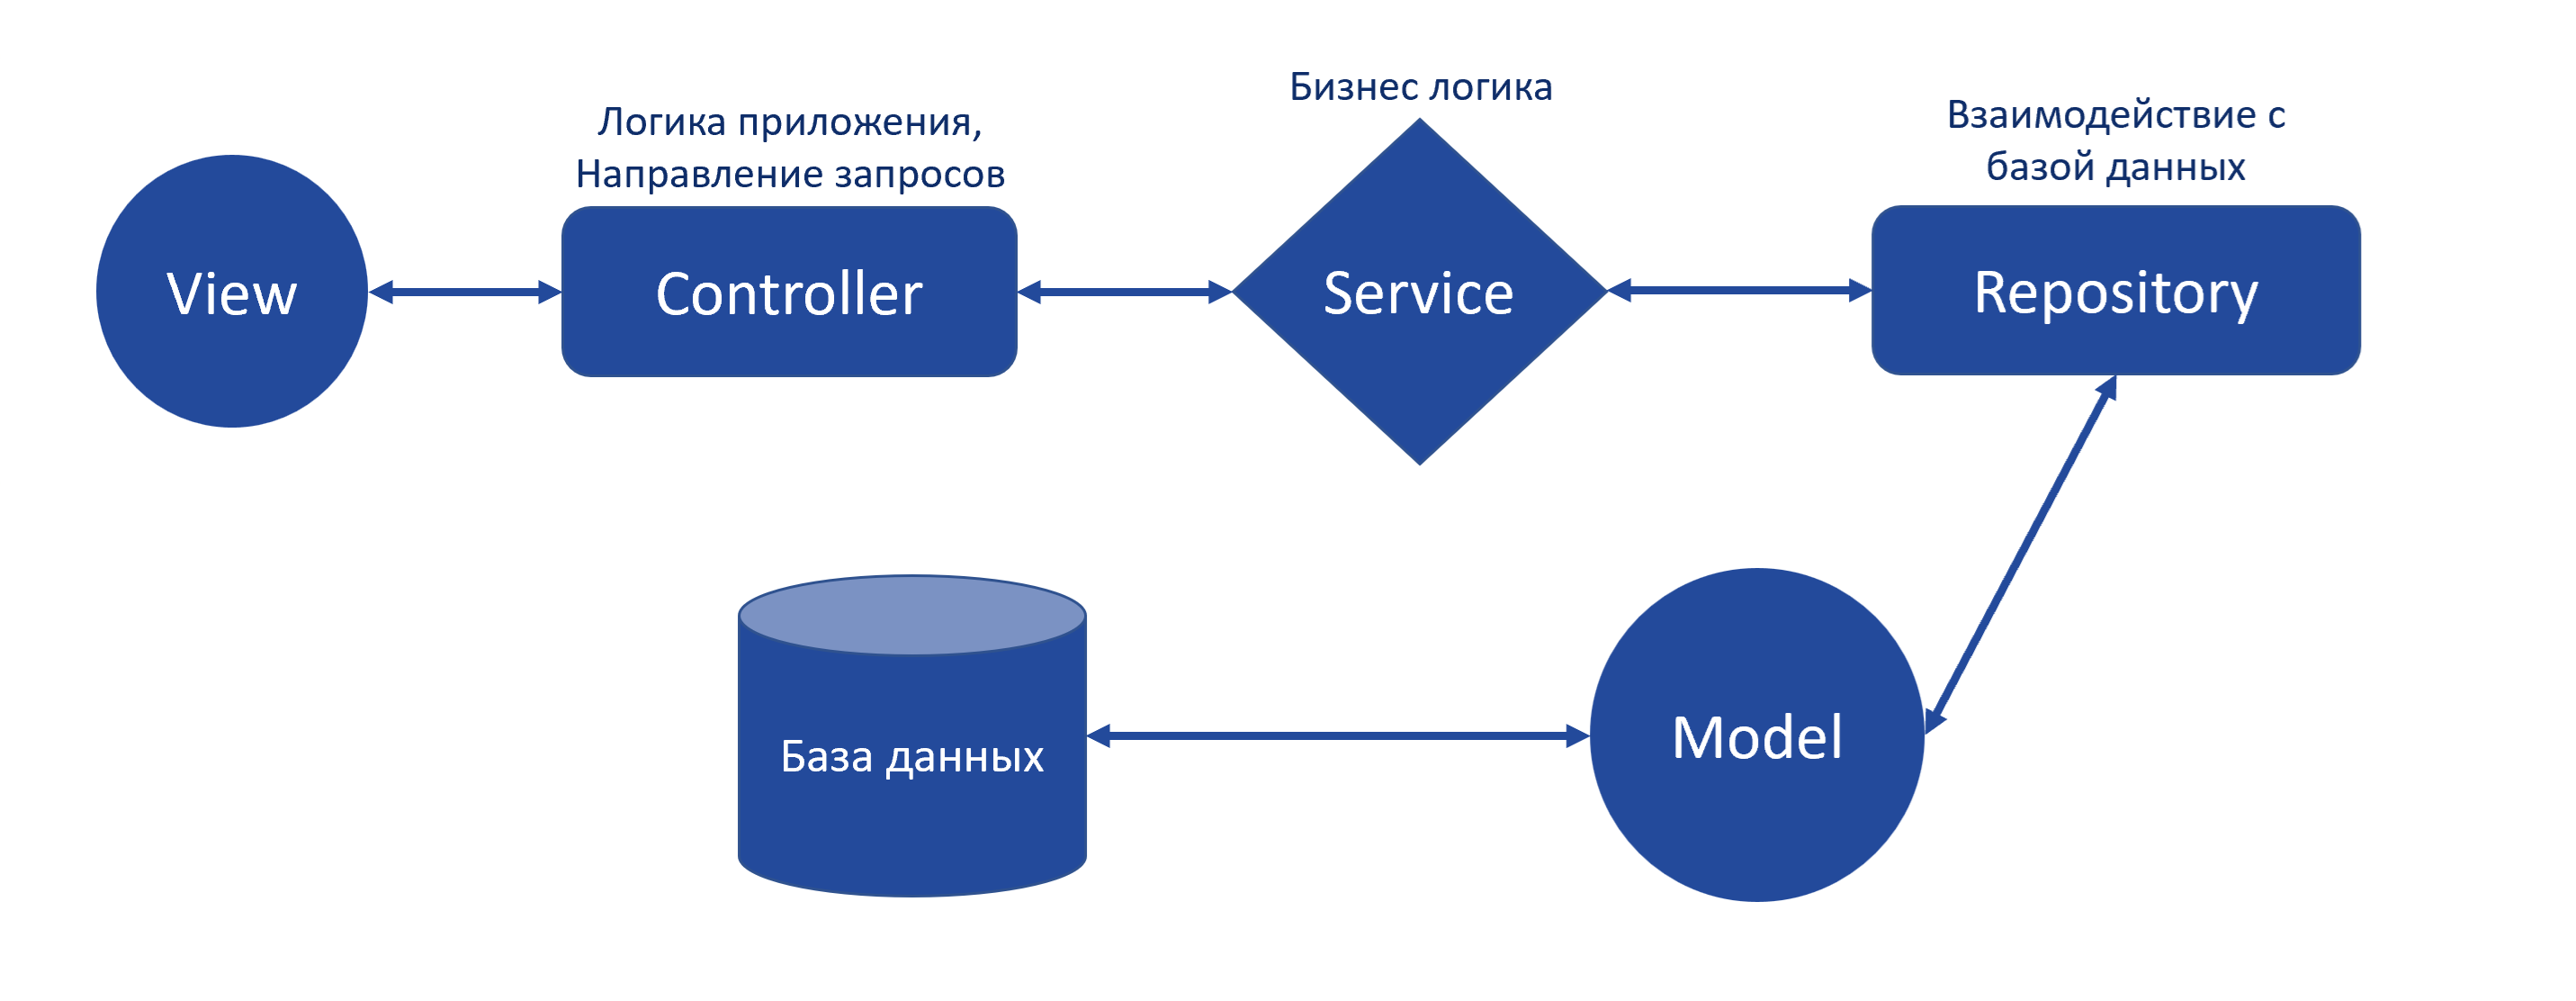 Бизнес логика
Логика приложения,
Направление запросов
Взаимодействие с
базой данных
View
Controller
Service
Repository
База данных
Model